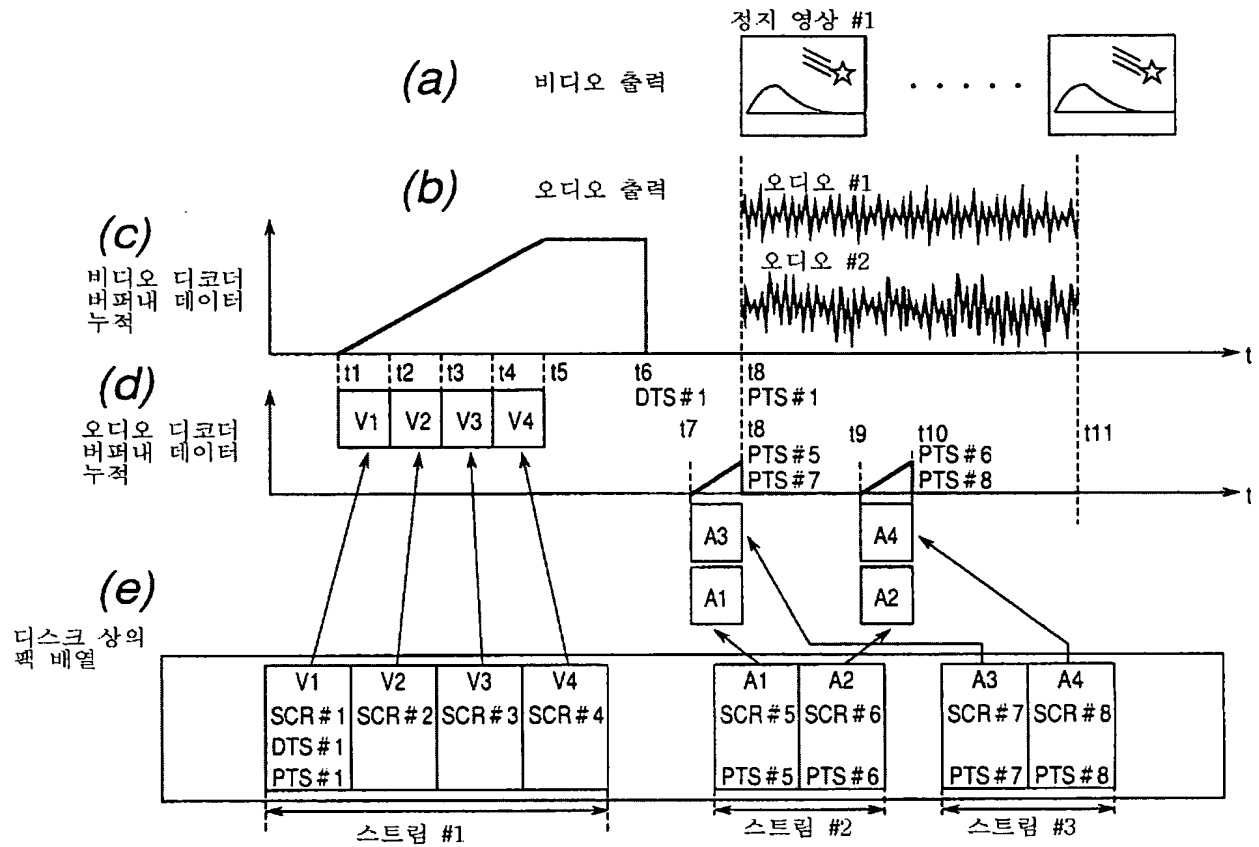 정지 영상 #1
(a) 비디오 출력
(b) 오디오 출력
오디오 #1
오디오 #2
(c)
비디오 디코더
버퍼내 데이터
누적
t
t1 t2 t3 t4 t5 t6 t8
DTS#1 PTS#1
V1 V2 V3 V4
(d)
오디오 디코더
버퍼내 데이터
누적
t7 t8 t9 t10 t11
PTS#5 PTS#6
PTS#7 PTS#8
t
A3 A4
A1 A2
(e)
디스크 상의
팩 배열
V1 V2 V3 V4 A1 A2 A3 A4
SCR#1 SCR#2 SCR#3 SCR#4 SCR#5 SCR#6 SCR#7 SCR#8
DTS#1
PTS#1 PTS#5 PTS#6 PTS#7 PTS#8
스트림 #1 스트림 #2 스트림 #3